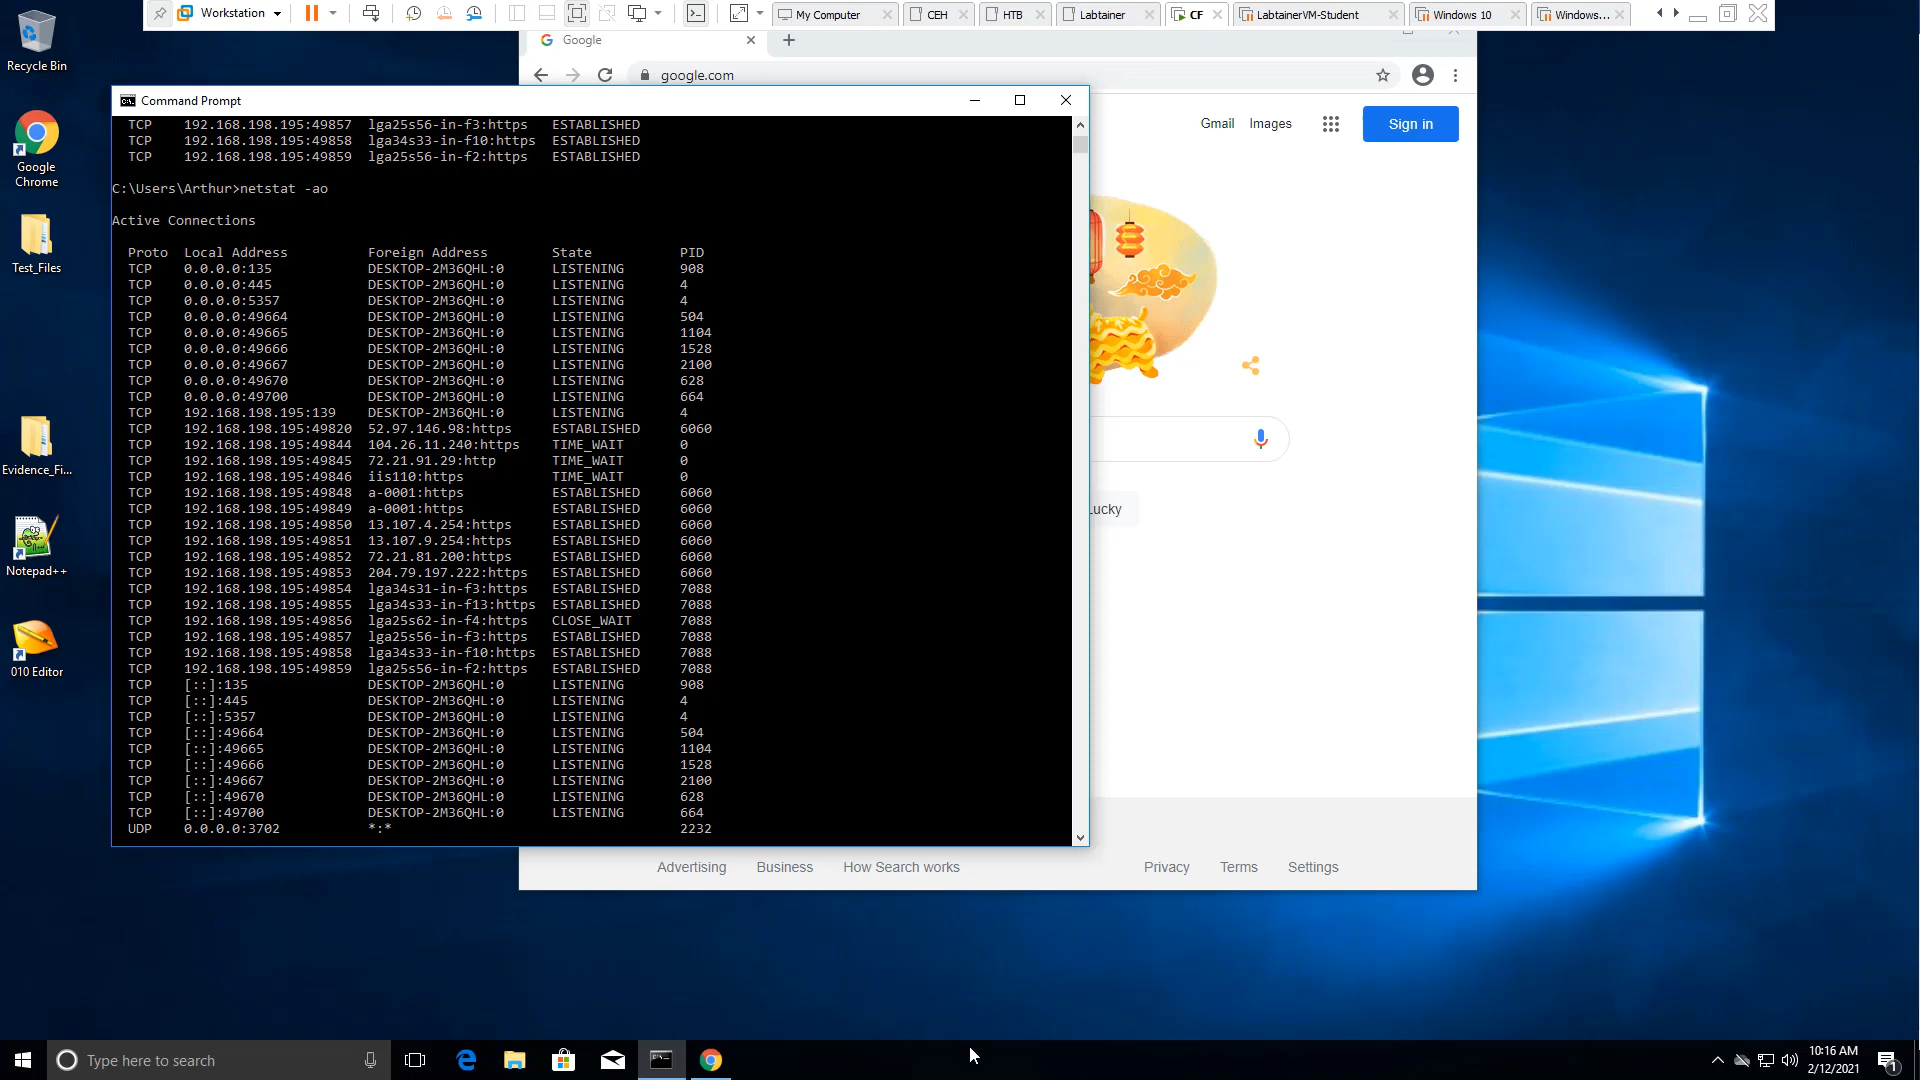 Workstation
My Computer
CEH
HTB
Labtainer
CF
LabtainerVM-Student
Windows 10
Windows...
Recycle Bin
Google
google.com
Gmail
Images
Sign in
Command Prompt
TCP 192.168.198.195:49857 lga25s56-in-f3:https ESTABLISHED
TCP 192.168.198.195:49858 lga34s33-in-f10:https ESTABLISHED
TCP 192.168.198.195:49859 lga25s56-in-f2:https ESTABLISHED
C:\Users\Arthur>netstat -ao
Active Connections
Proto Local Address Foreign Address State PID
TCP 0.0.0.0:135 DESKTOP-2M36QHL:0 LISTENING 908
TCP 0.0.0.0:445 DESKTOP-2M36QHL:0 LISTENING 4
TCP 0.0.0.0:5357 DESKTOP-2M36QHL:0 LISTENING 4
TCP 0.0.0.0:49664 DESKTOP-2M36QHL:0 LISTENING 504
TCP 0.0.0.0:49665 DESKTOP-2M36QHL:0 LISTENING 1104
TCP 0.0.0.0:49666 DESKTOP-2M36QHL:0 LISTENING 1528
TCP 0.0.0.0:49667 DESKTOP-2M36QHL:0 LISTENING 2100
TCP 0.0.0.0:49670 DESKTOP-2M36QHL:0 LISTENING 628
TCP 0.0.0.0:49700 DESKTOP-2M36QHL:0 LISTENING 664
TCP 192.168.198.195:139 DESKTOP-2M36QHL:0 LISTENING 4
TCP 192.168.198.195:49820 52.97.146.98:https ESTABLISHED 6060
TCP 192.168.198.195:49844 104.26.11.240:https TIME_WAIT 0
TCP 192.168.198.195:49845 72.21.91.29:http TIME_WAIT 0
TCP 192.168.198.195:49846 iis110:https TIME_WAIT 0
TCP 192.168.198.195:49848 a-0001:https ESTABLISHED 6060
TCP 192.168.198.195:49849 a-0001:https ESTABLISHED 6060
TCP 192.168.198.195:49850 13.107.4.254:https ESTABLISHED 6060
TCP 192.168.198.195:49851 13.107.9.254:https ESTABLISHED 6060
TCP 192.168.198.195:49852 72.21.81.200:https ESTABLISHED 6060
TCP 192.168.198.195:49853 204.79.197.222:https ESTABLISHED 6060
TCP 192.168.198.195:49854 lga34s31-in-f3:https ESTABLISHED 7088
TCP 192.168.198.195:49855 lga34s33-in-f13:https ESTABLISHED 7088
TCP 192.168.198.195:49856 lga25s62-in-f4:https CLOSE_WAIT 7088
TCP 192.168.198.195:49857 lga25s56-in-f3:https ESTABLISHED 7088
TCP 192.168.198.195:49858 lga34s33-in-f10:https ESTABLISHED 7088
TCP 192.168.198.195:49859 lga25s56-in-f2:https ESTABLISHED 7088
TCP [::]:135 DESKTOP-2M36QHL:0 LISTENING 908
TCP [::]:445 DESKTOP-2M36QHL:0 LISTENING 4
TCP [::]:5357 DESKTOP-2M36QHL:0 LISTENING 4
TCP [::]:49664 DESKTOP-2M36QHL:0 LISTENING 504
TCP [::]:49665 DESKTOP-2M36QHL:0 LISTENING 1104
TCP [::]:49666 DESKTOP-2M36QHL:0 LISTENING 1528
TCP [::]:49667 DESKTOP-2M36QHL:0 LISTENING 2100
TCP [::]:49670 DESKTOP-2M36QHL:0 LISTENING 628
TCP [::]:49700 DESKTOP-2M36QHL:0 LISTENING 664
UDP 0.0.0.0:3702 *:* 2232
Google
Chrome
Test_Files
Evidence_Fi...
Notepad++
010 Editor
Lucky
Advertising
Business
How Search works
Privacy
Terms
Settings
Type here to search
10:16 AM
2/12/2021
1